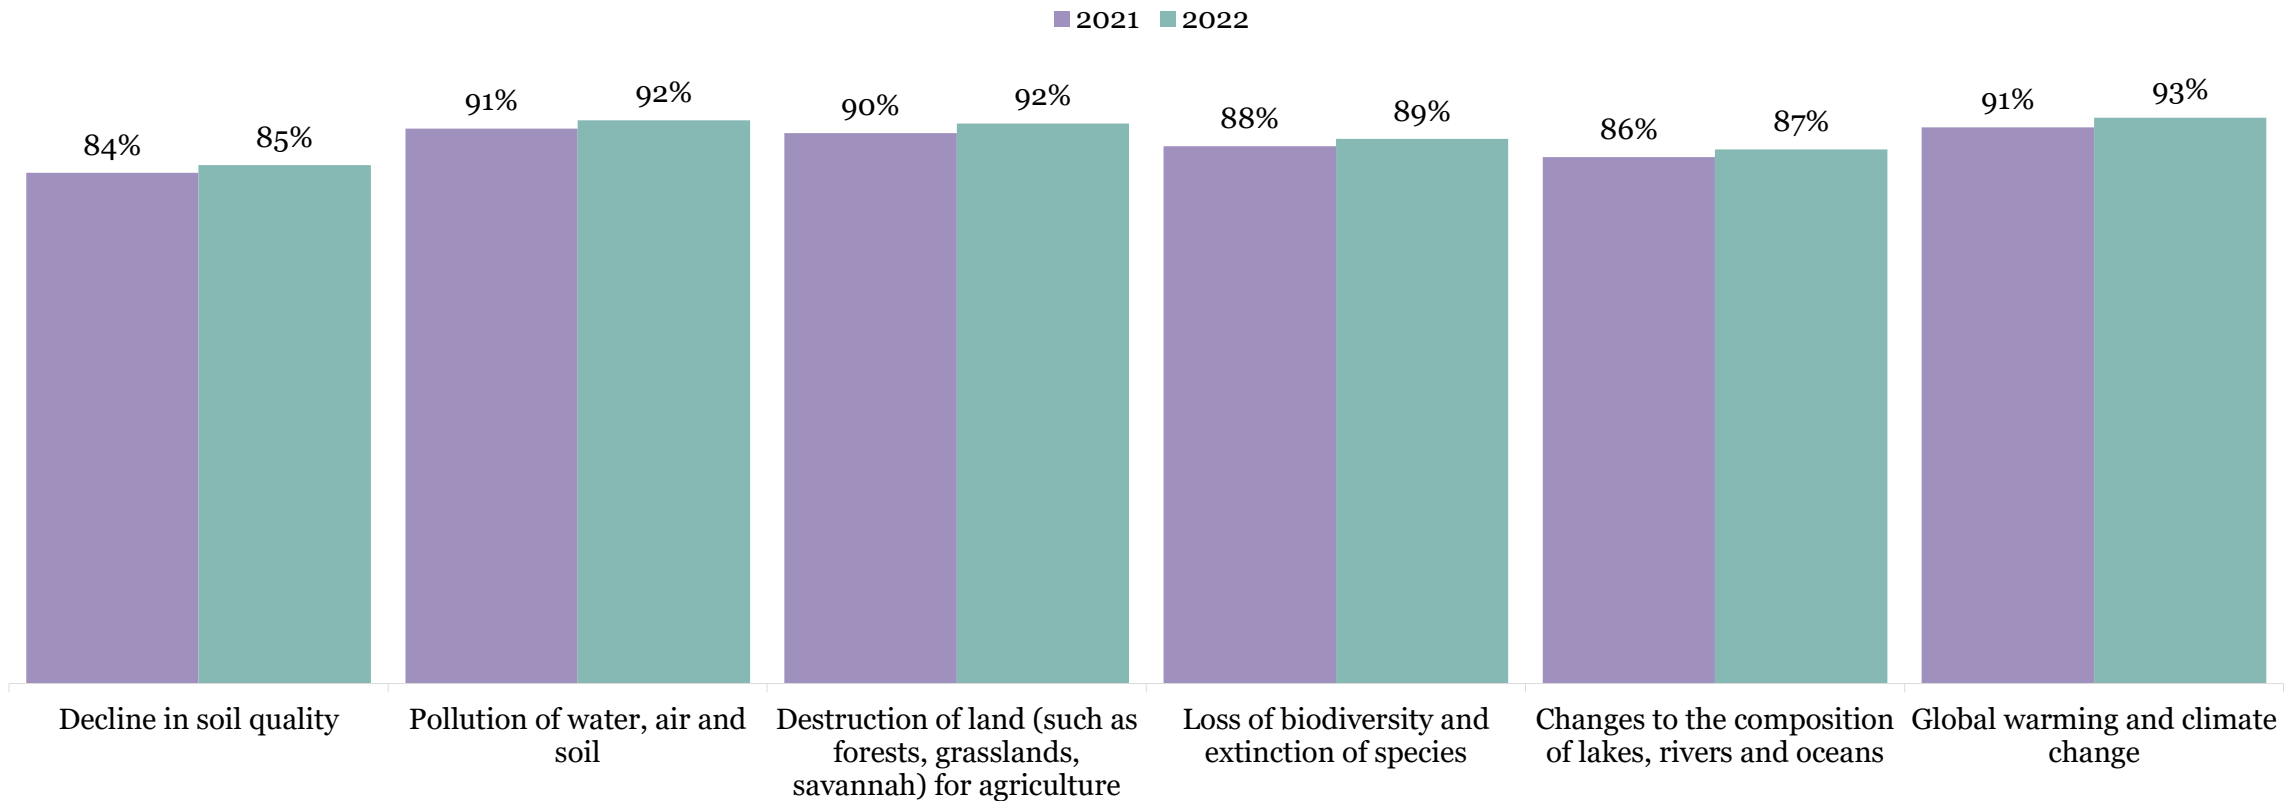 2021 2022
84% 85% 91% 92% 90% 92% 88% 89% 86% 87% 91% 93%
Decline in soil quality
Pollution of water, air and
soil
Destruction of land (such as
forests, grasslands,
savannah) for agriculture
Loss of biodiversity and
extinction of species
Changes to the composition
of lakes, rivers and oceans
Global warming and climate
change